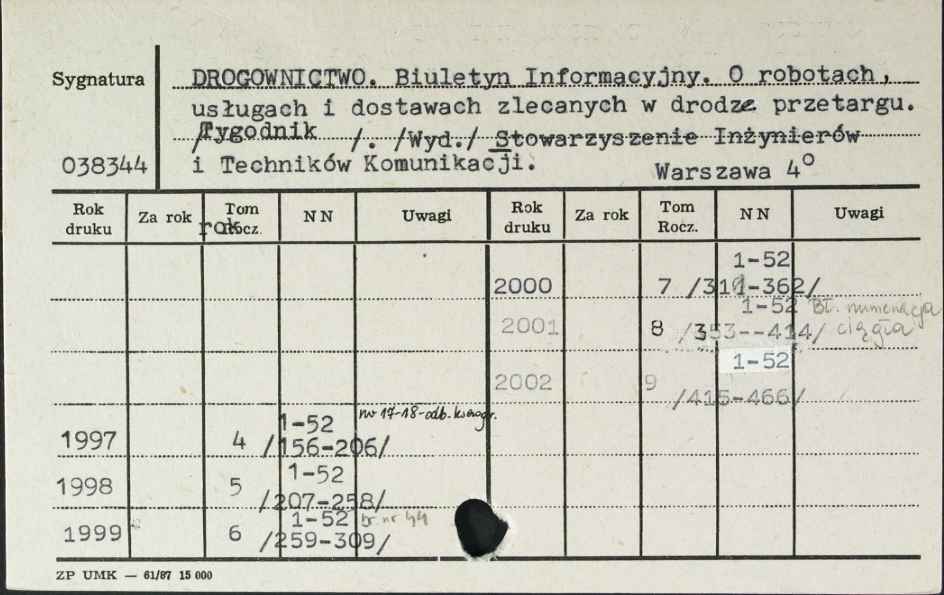 Sygnatura
DROGOWNICTWO. Biuletyn Informacyjny. O robotach,
usługach i dostawach zlecanych w drodze przetargu.
/Tygodnik /. /Wyd./ Stowarzyszenie Inżynierów
038344 i Techników Komunikacji. Warszawa 4°
Rok druku Za rok Tom Rocz. rok NN Uwagi Rok druku Za rok Tom Rocz. NN Uwagi
1-52
2000 7 /311-362/
1-52 Bł. numeracja
2001 8 /353--414/ ciągła
1-52
2002 9
/415-466/
1-52 nr 17-18-odb. kserogr.
1997 4 /156-206/
1-52
1998 5
/207-258/
1-52 br. nr 44
1999 6 /259-309/
ZP UMK — 61/87 15 000